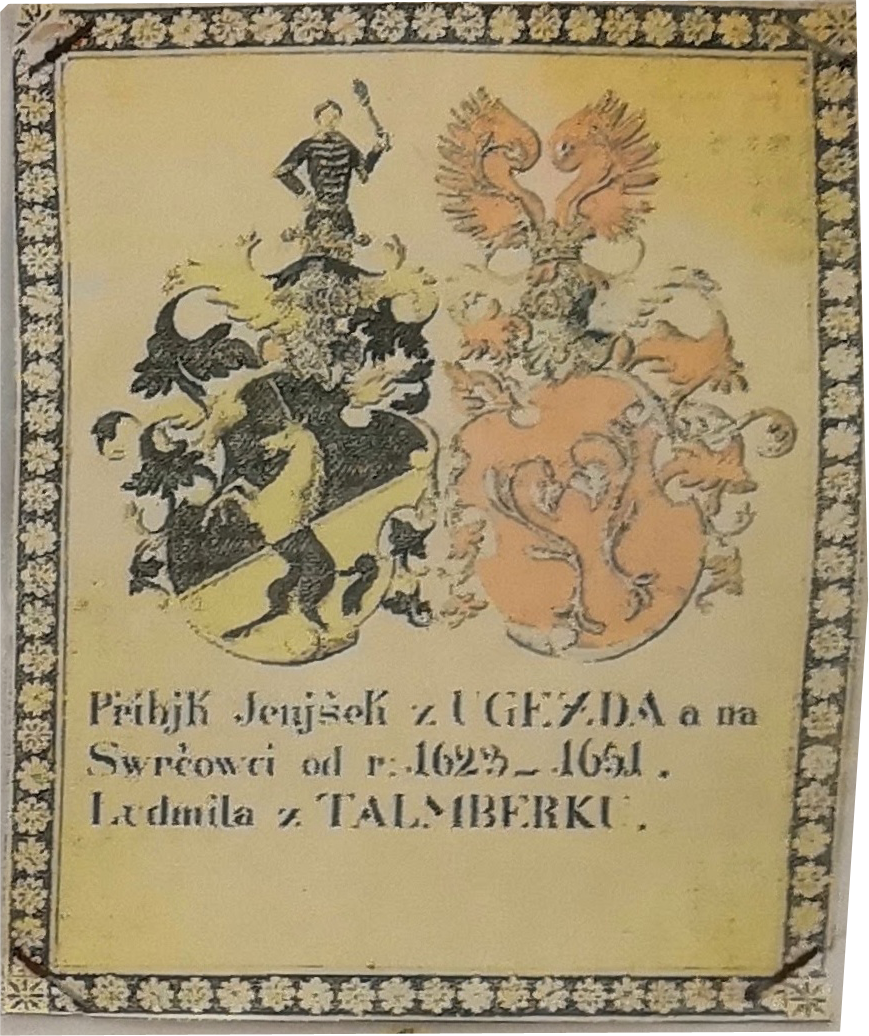 Přibjk Jenjšek z UGEZDA a na
Swrčowci od r: 1623 - 1651.
Ludmila z TALMBERKU.